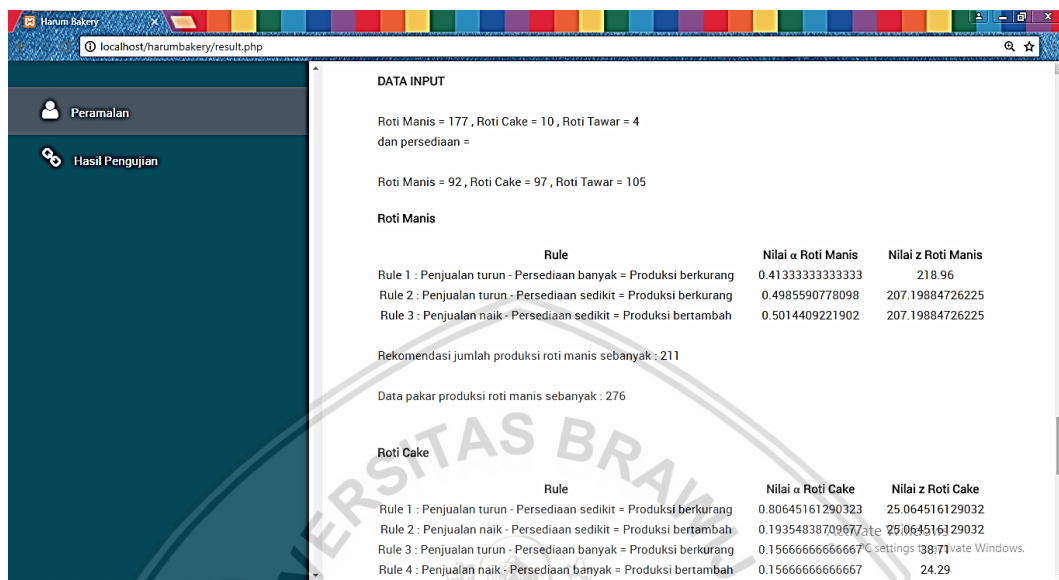 Harum Bakery
localhost/harumbakery/result.php
Peramalan
Hasil Pengujian
DATA INPUT
Roti Manis = 177 , Roti Cake = 10 , Roti Tawar = 4
dan persediaan =
Roti Manis = 92 , Roti Cake = 97 , Roti Tawar = 105
Roti Manis
Rule Nilai α Roti Manis Nilai z Roti Manis
Rule 1 : Penjualan turun - Persediaan banyak = Produksi berkurang 0.41333333333333 218.96
Rule 2 : Penjualan turun - Persediaan sedikit = Produksi berkurang 0.4985590778098 207.19884726225
Rule 3 : Penjualan naik - Persediaan sedikit = Produksi bertambah 0.5014409221902 207.19884726225
Rekomendasi jumlah produksi roti manis sebanyak : 211
Data pakar produksi roti manis sebanyak : 276
Roti Cake
Rule Nilai α Roti Cake Nilai z Roti Cake
Rule 1 : Penjualan turun - Persediaan sedikit = Produksi berkurang 0.80645161290323 25.064516129032
Rule 2 : Penjualan naik - Persediaan sedikit = Produksi bertambah 0.19354838709677 25.064516129032
Rule 3 : Penjualan turun - Persediaan banyak = Produksi berkurang 0.15666666666667 38.71
Rule 4 : Penjualan naik - Persediaan banyak = Produksi bertambah 0.15666666666667 24.29
Windows
settings to activate Windows.